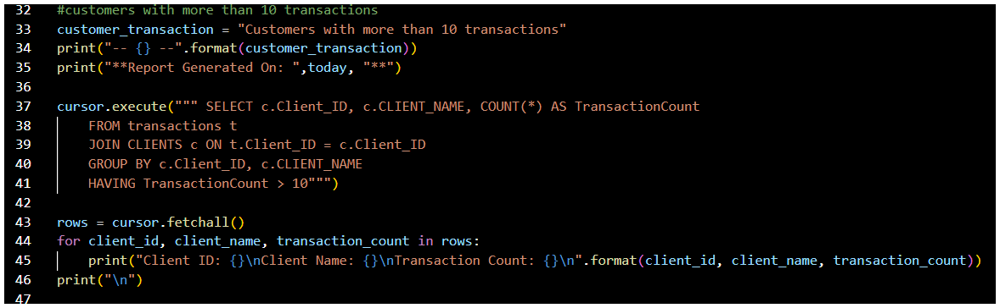 32 #customers with more than 10 transactions
33 customer_transaction = "Customers with more than 10 transactions"
34 print("-- {} --".format(customer_transaction))
35 print("**Report Generated On: ",today, "**")
36
37 cursor.execute(""" SELECT c.Client_ID, c.CLIENT_NAME, COUNT(*) AS TransactionCount
38     FROM transactions t
39     JOIN CLIENTS c ON t.Client_ID = c.Client_ID
40     GROUP BY c.Client_ID, c.CLIENT_NAME
41     HAVING TransactionCount > 10""")
42
43 rows = cursor.fetchall()
44 for client_id, client_name, transaction_count in rows:
45     print("Client ID: {}\nClient Name: {}\nTransaction Count: {}\n".format(client_id, client_name, transaction_count))
46 print("\n")
47